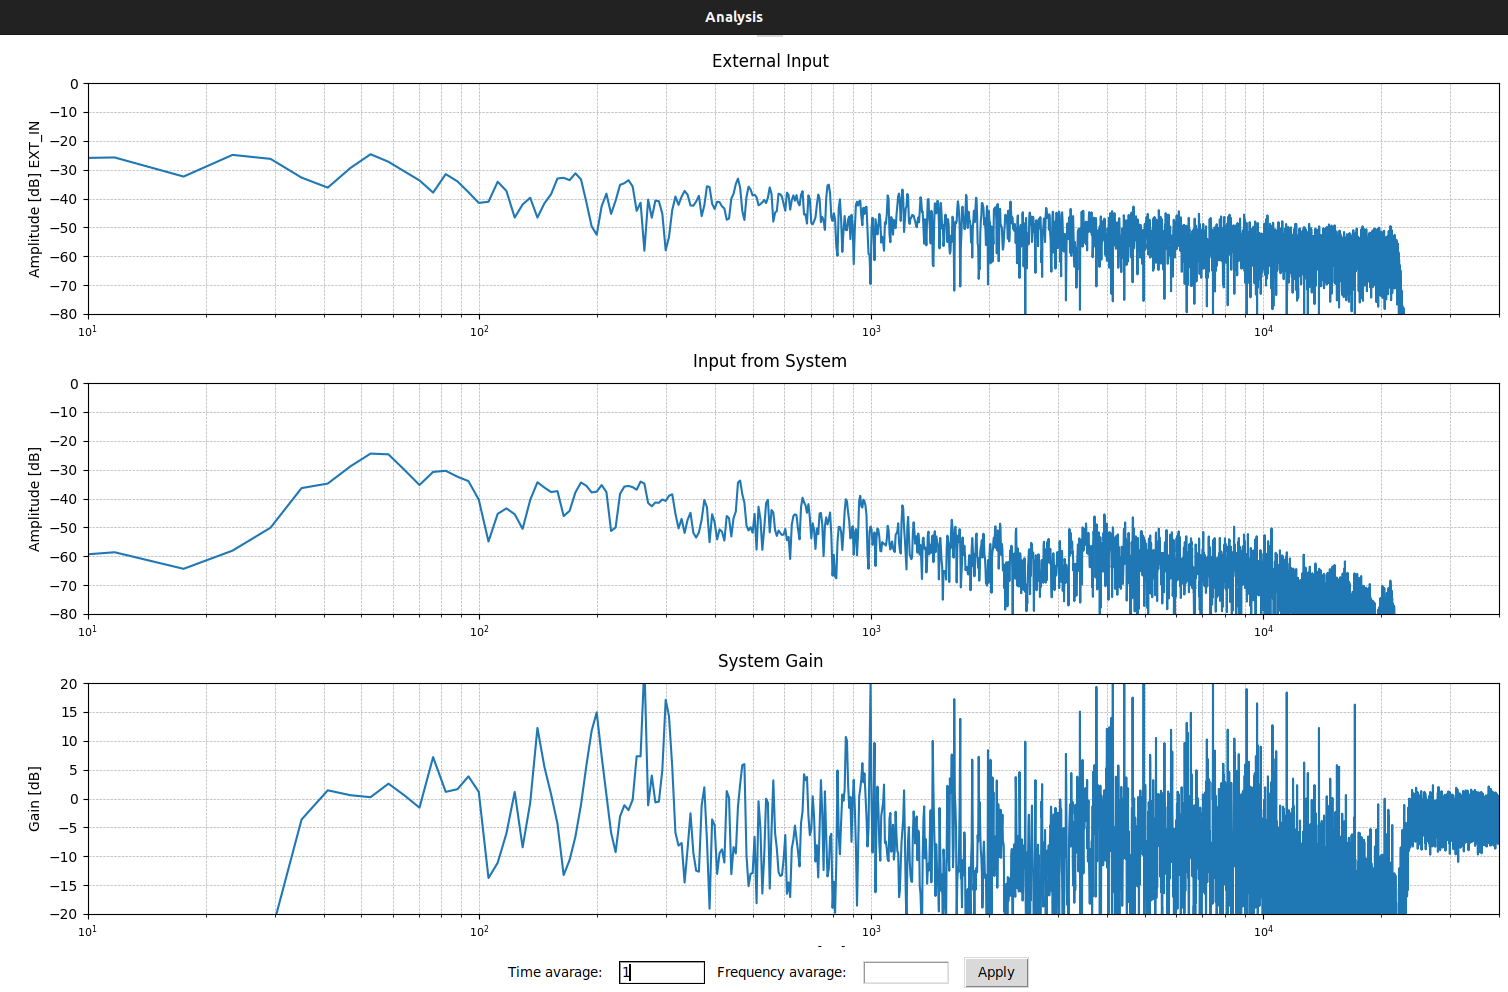 Analysis
External Input
Amplitude [dB] EXT_IN
0
−10
−20
−30
−40
−50
−60
−70
−80
10¹ 10² 10³ 10⁴
Input from System
Amplitude [dB]
0
−10
−20
−30
−40
−50
−60
−70
−80
10¹ 10² 10³ 10⁴
System Gain
Gain [dB]
20
15
10
5
0
−5
−10
−15
−20
10¹ 10² 10³ 10⁴
Time avarage: 1 Frequency avarage: Apply